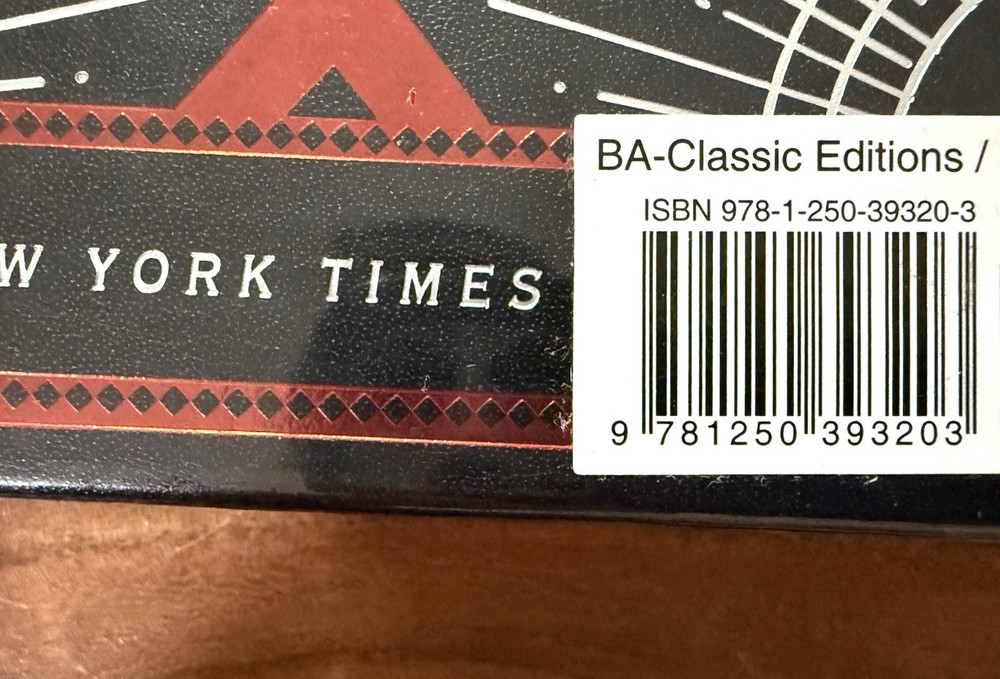 W YORK TIMES
BA-Classic Editions /
ISBN 978-1-250-39320-3
9 781250 393203